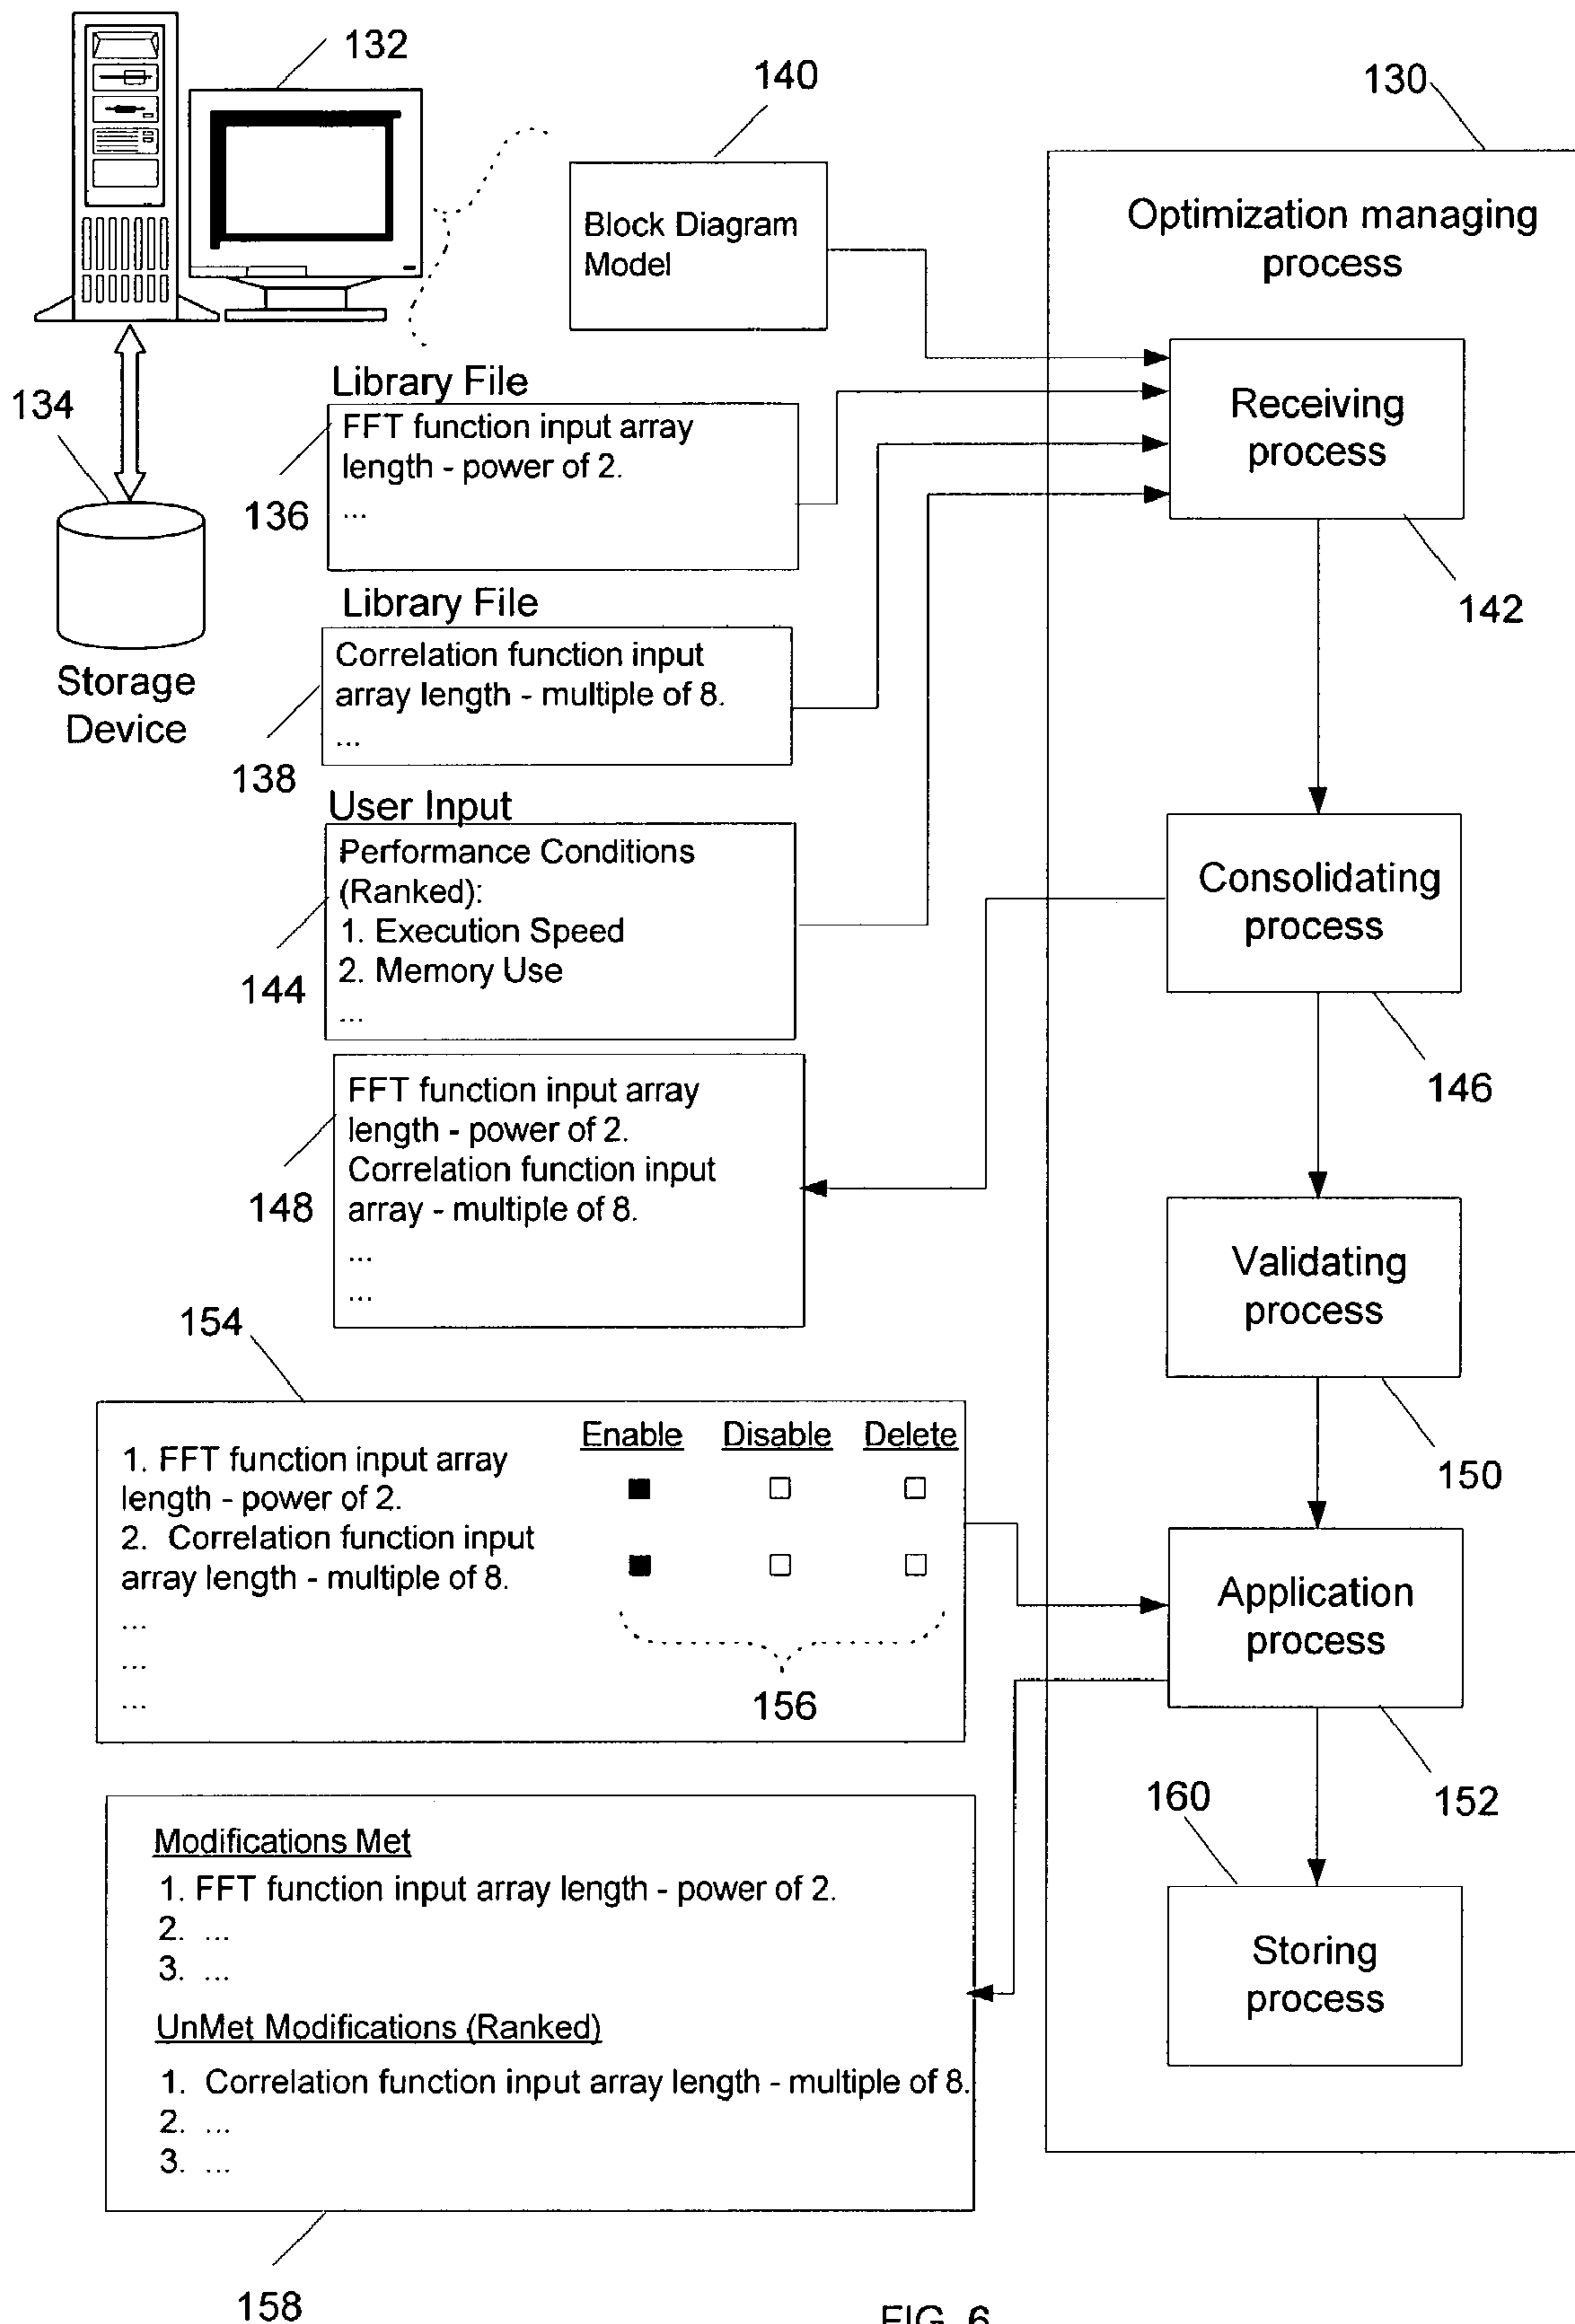 132
140
130
Block Diagram
Model
Optimization managing
process
134
Storage
Device
Library File
FFT function input array
length - power of 2.
...
136
Receiving
process
142
Library File
Correlation function input
array length - multiple of 8.
...
138
User Input
Performance Conditions
(Ranked):
1. Execution Speed
2. Memory Use
...
144
Consolidating
process
146
FFT function input array
length - power of 2.
Correlation function input
array - multiple of 8.
...
...
148
Validating
process
150
154
Enable Disable Delete
1. FFT function input array
length - power of 2.
2. Correlation function input
array length - multiple of 8.
...
...
...
156
Application
process
152
160
Modifications Met
1. FFT function input array length - power of 2.
2. ...
3. ...
UnMet Modifications (Ranked)
1. Correlation function input array length - multiple of 8.
2. ...
3. ...
Storing
process
158
FIG. 6